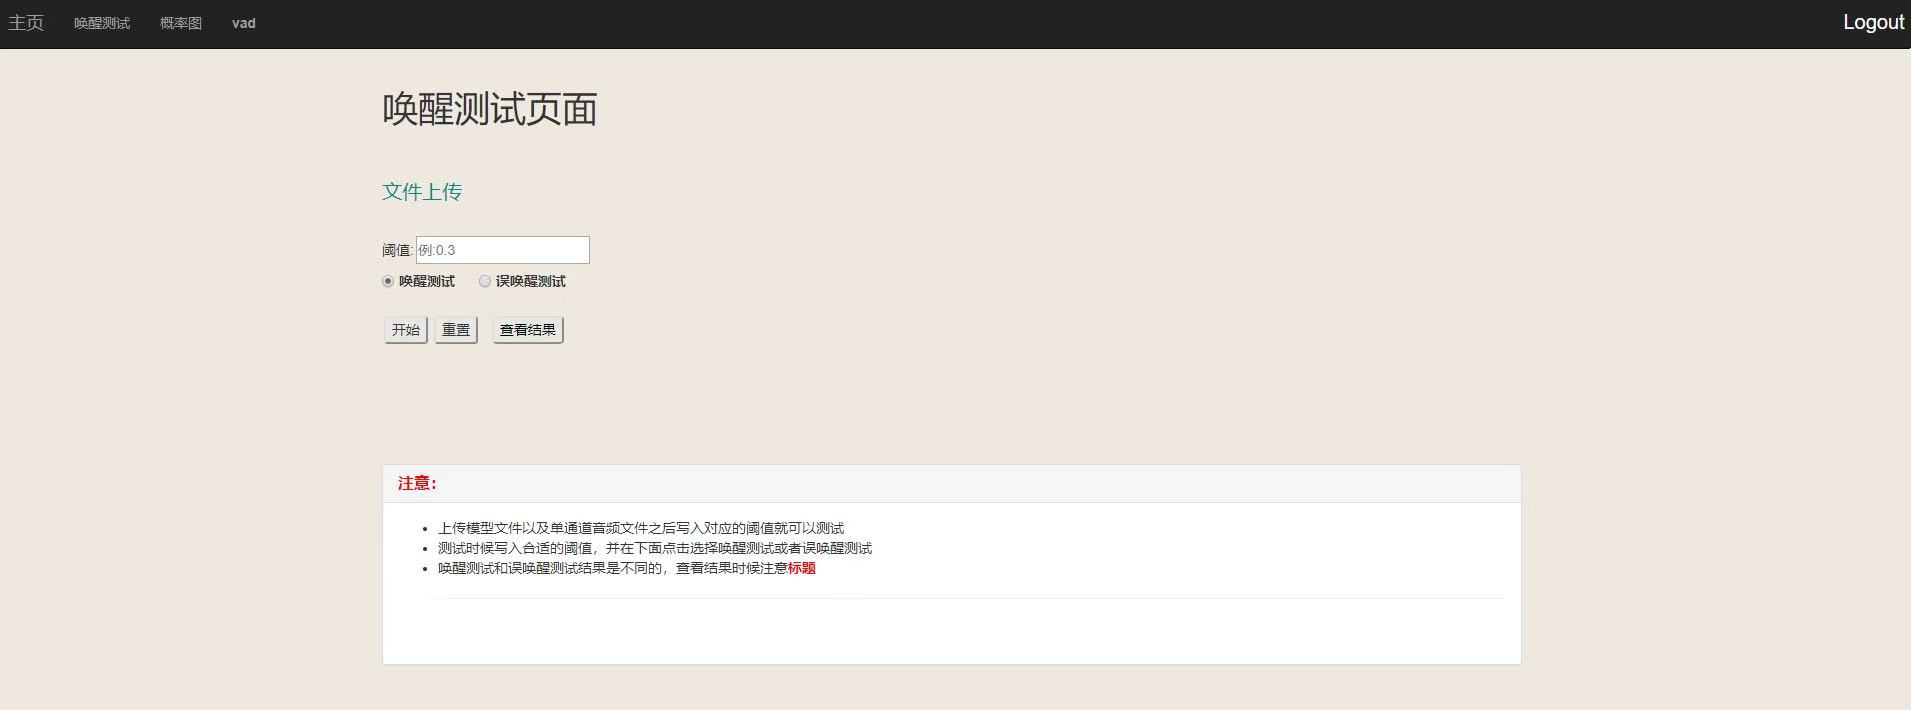 主页 唤醒测试 概率图 vad Logout
唤醒测试页面
文件上传
阈值: 例:0.3
唤醒测试 误唤醒测试
开始 重置 查看结果
注意：
上传模型文件以及单通道音频文件之后写入对应的阈值就可以测试
测试时候写入合适的阈值，并在下面点击选择唤醒测试或者误唤醒测试
唤醒测试和误唤醒测试结果是不同的，查看结果时候注意标题